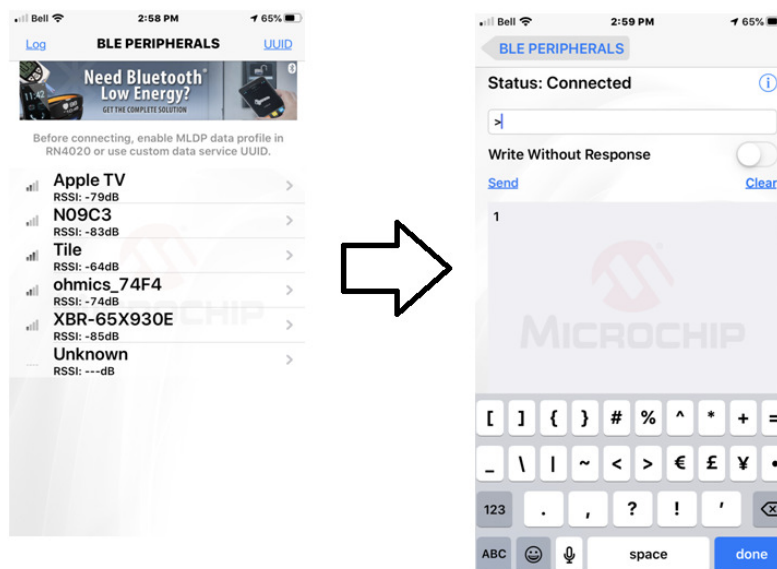 Bell 2:58 PM 65%
Log BLE PERIPHERALS UUID
Need Bluetooth®
Low Energy?
GET THE COMPLETE SOLUTION
Before connecting, enable MLDP data profile in
RN4020 or use custom data service UUID.
Apple TV
RSSI: -79dB
N09C3
RSSI: -83dB
Tile
RSSI: -64dB
ohmics_74F4
RSSI: -74dB
XBR-65X930E
RSSI: -85dB
Unknown
RSSI: ---dB
MICROCHIP
Bell 2:59 PM 65%
BLE PERIPHERALS
Status: Connected
>
Write Without Response
Send Clear
1
MICROCHIP
[ ] { } # % ^ * + =
_ \ | ~ < > € £ ¥ •
123 . , ? ! '
ABC space done